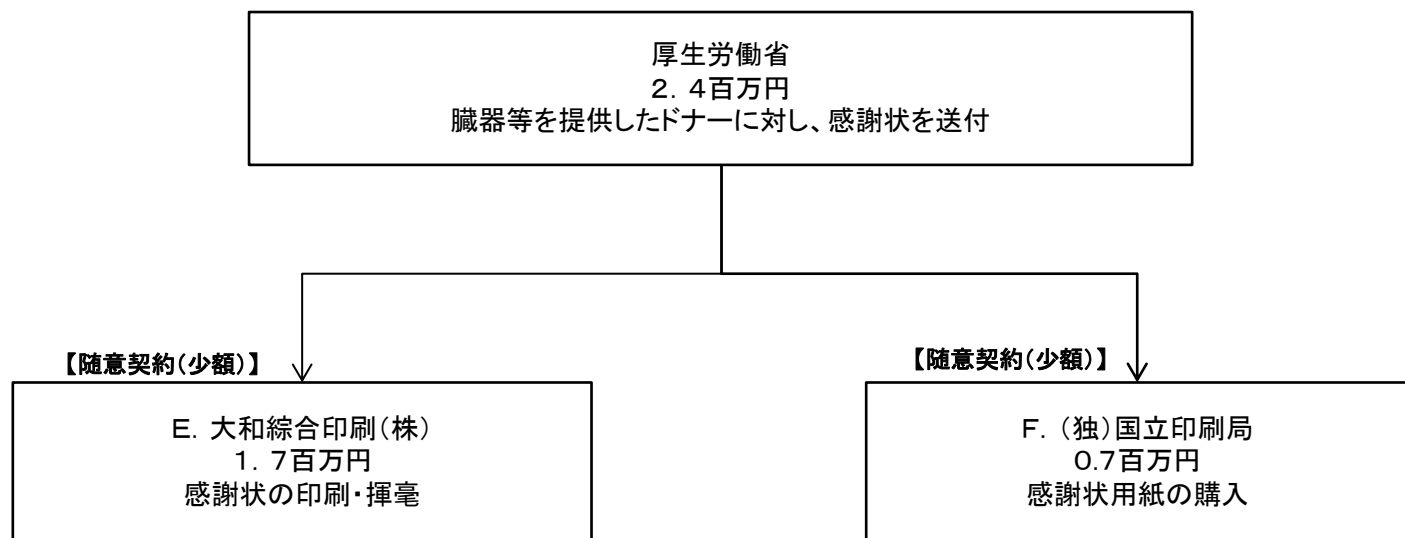 厚生労働省
２．４百万円
臓器等を提供したドナーに対し、感謝状を送付
【随意契約（少額）】
【随意契約（少額）】
Ｅ．大和綜合印刷（株）
１．７百万円
感謝状の印刷・揮毫
Ｆ．（独）国立印刷局
０.７百万円
感謝状用紙の購入